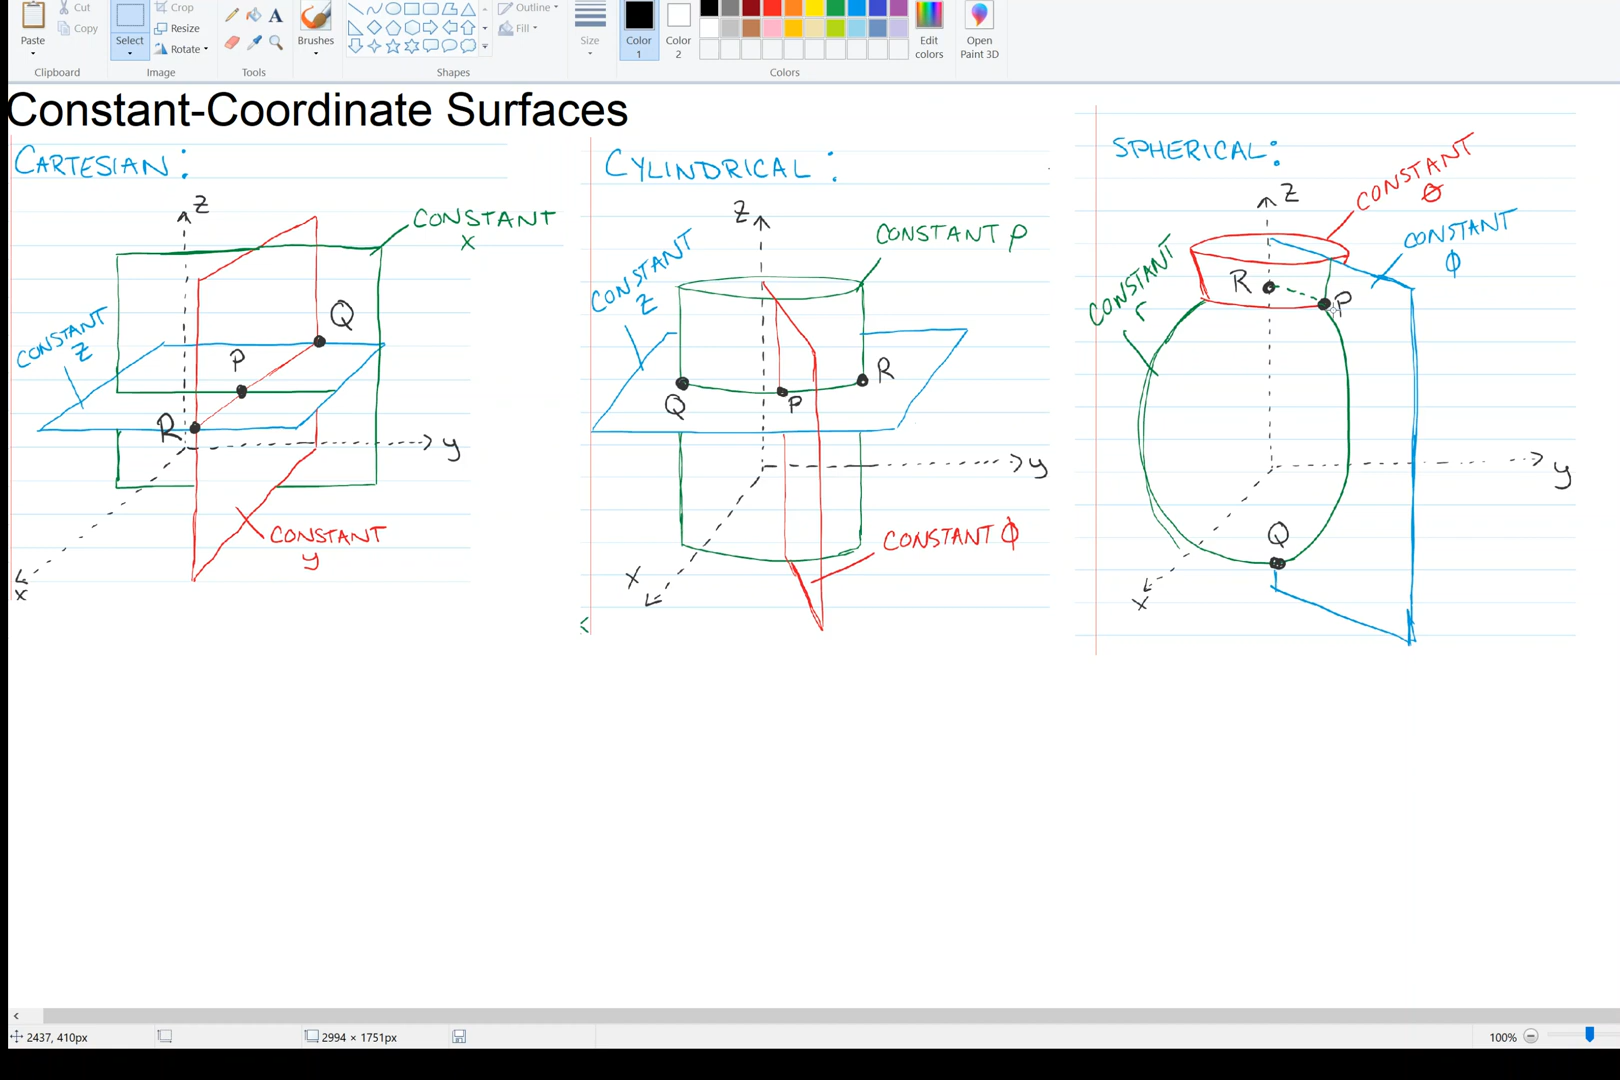 Paste
Cut
Copy
Clipboard
Select
Crop
Resize
Rotate
Image
Tools
Brushes
Shapes
Outline
Fill
Size
Color 1
Color 2
Colors
Edit colors
Open Paint 3D
Constant-Coordinate Surfaces
CARTESIAN:
Z
CONSTANT
x
CONSTANT
Z
Q
P
R
y
x
CONSTANT
y
CYLINDRICAL:
Z
CONSTANT ρ
CONSTANT
Z
Q
P
R
y
x
CONSTANT ϕ
SPHERICAL:
Z
CONSTANT
θ
CONSTANT
ϕ
CONSTANT
r
R
P
Q
y
x
2437, 410px
2994 × 1751px
100%